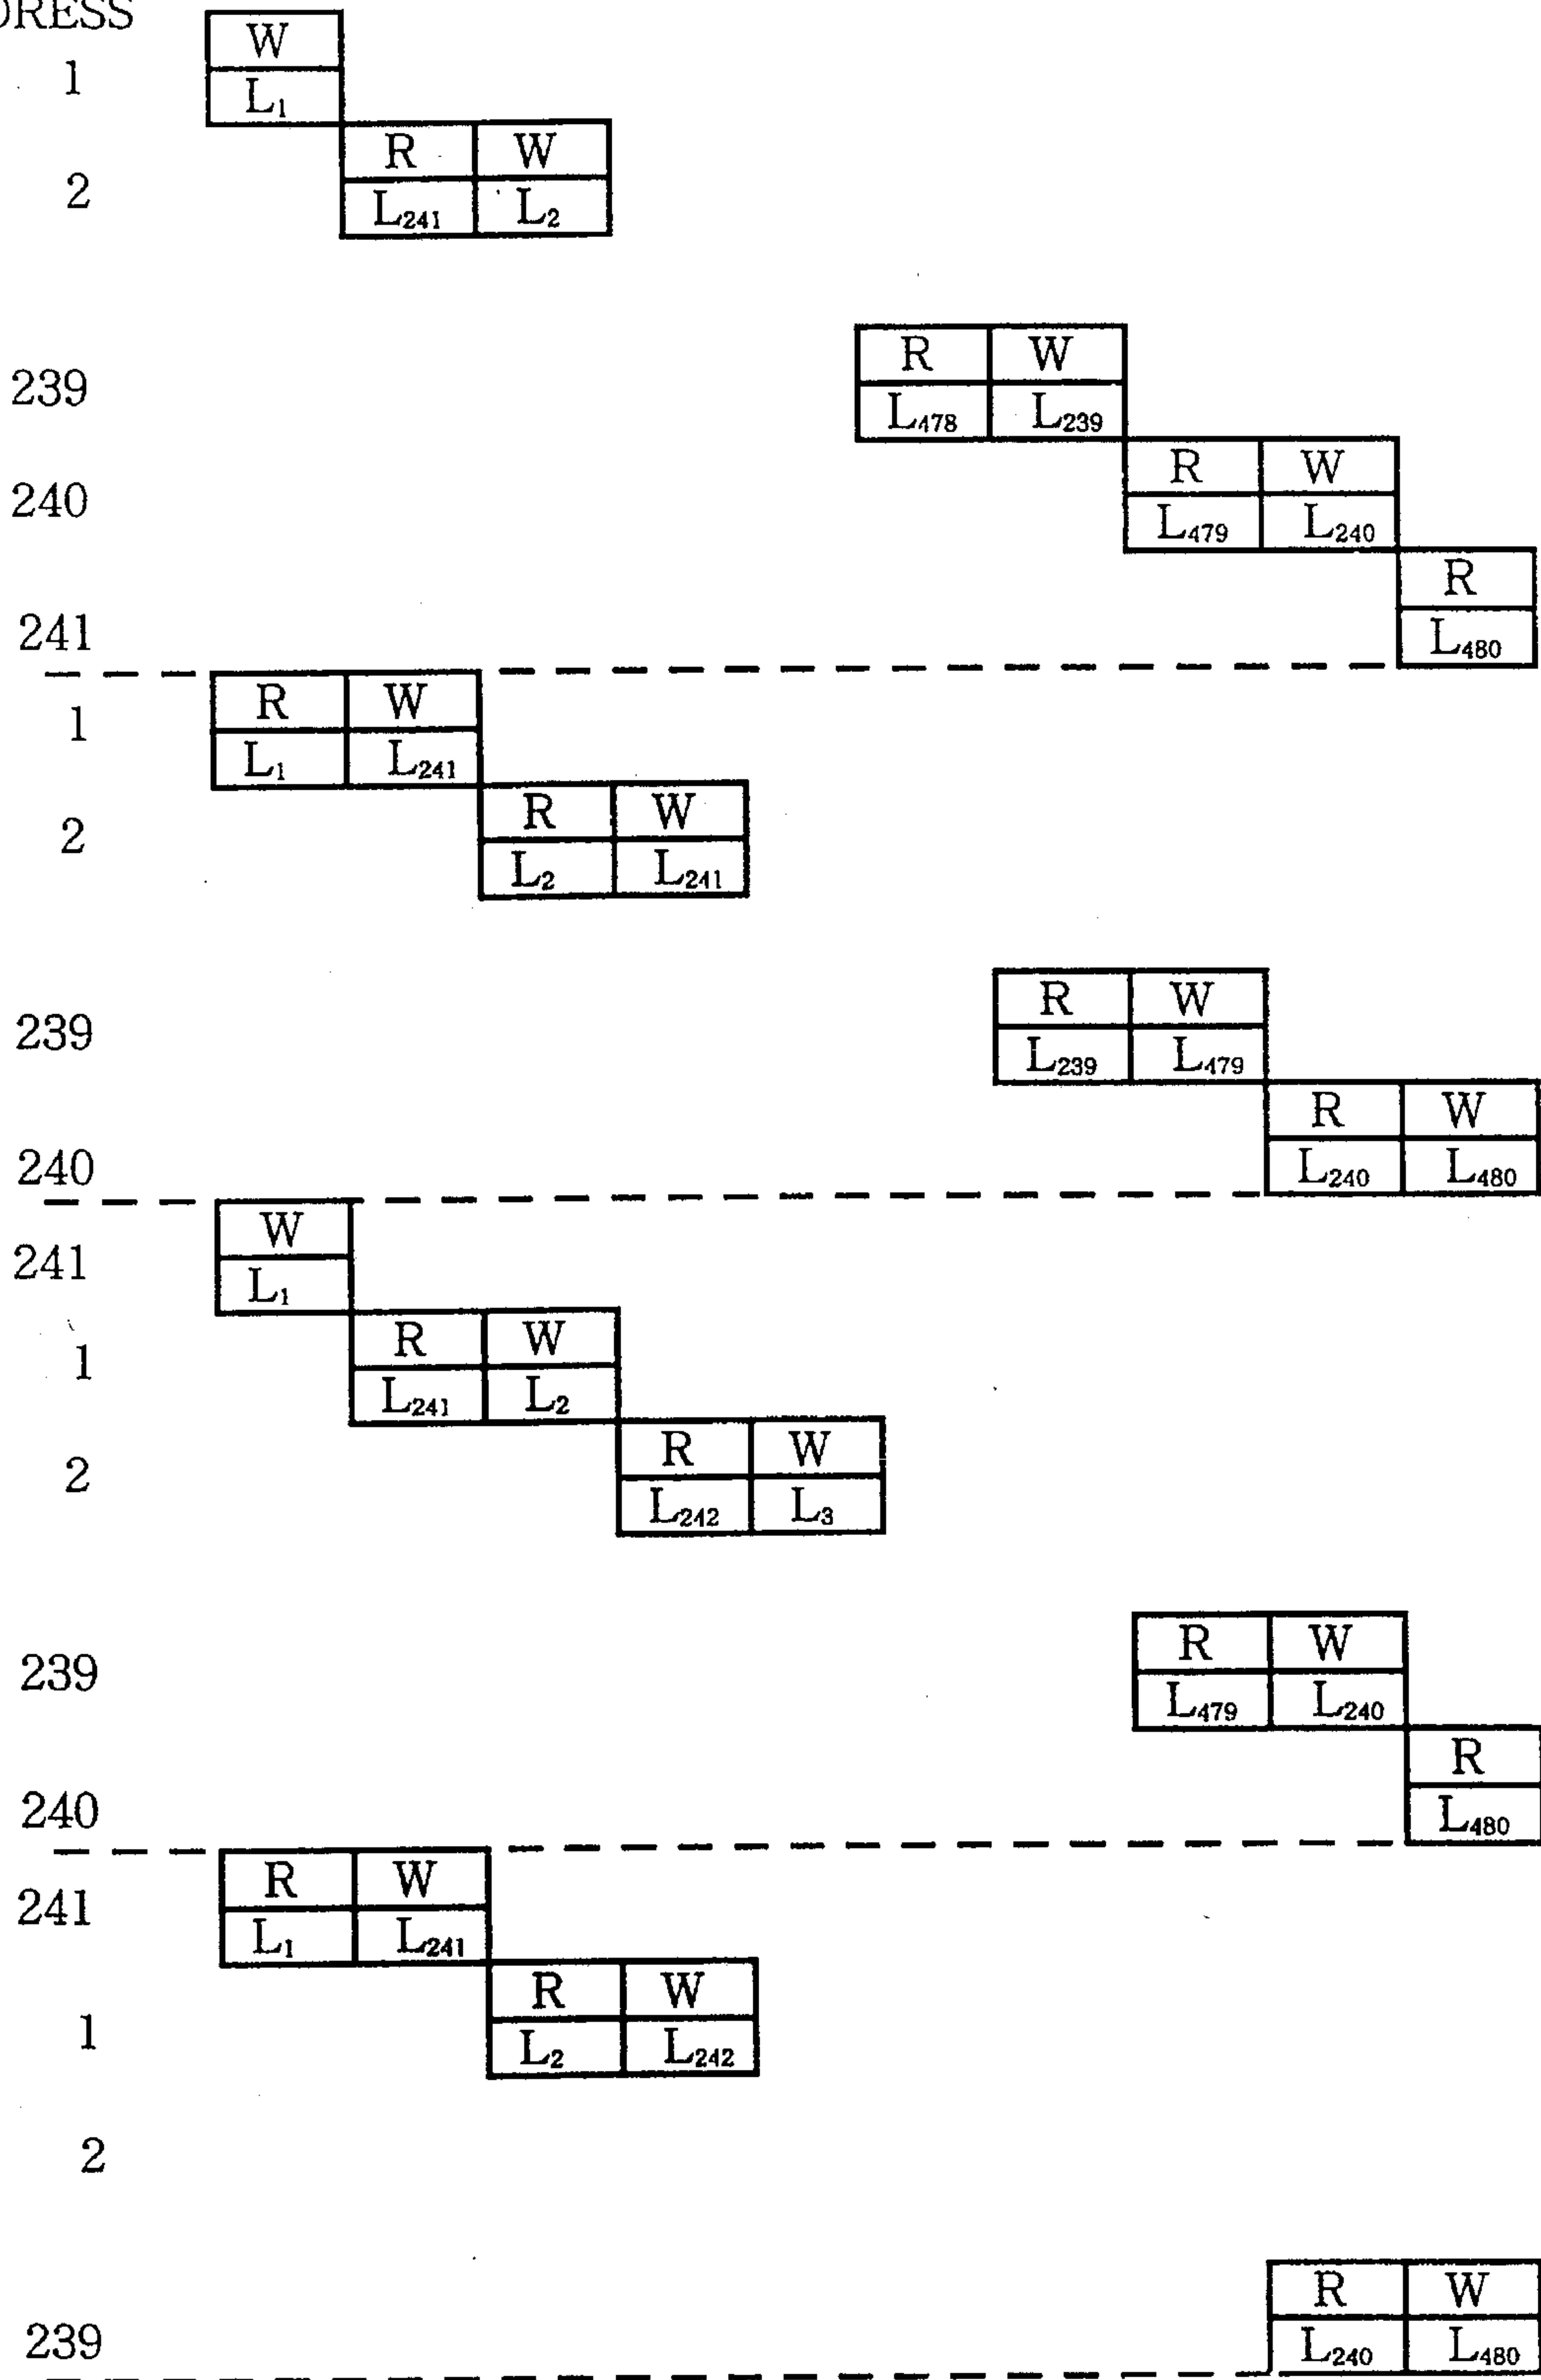 DRESS
W
1
L₁
R W
2
L₂₄₁ L₂
R W
239
L₄₇₈ L₂₃₉
R W
240
L₄₇₉ L₂₄₀
R
241
L₄₈₀
R W
1
L₁ L₂₄₁
R W
2
L₂ L₂₄₁
R W
239
L₂₃₉ L₄₇₉
R W
240
L₂₄₀ L₄₈₀
W
241
L₁
R W
1
L₂₄₁ L₂
R W
2
L₂₄₂ L₃
R W
239
L₄₇₉ L₂₄₀
R
240
L₄₈₀
R W
241
L₁ L₂₄₁
R W
1
L₂ L₂₄₂
2
R W
239
L₂₄₀ L₄₈₀